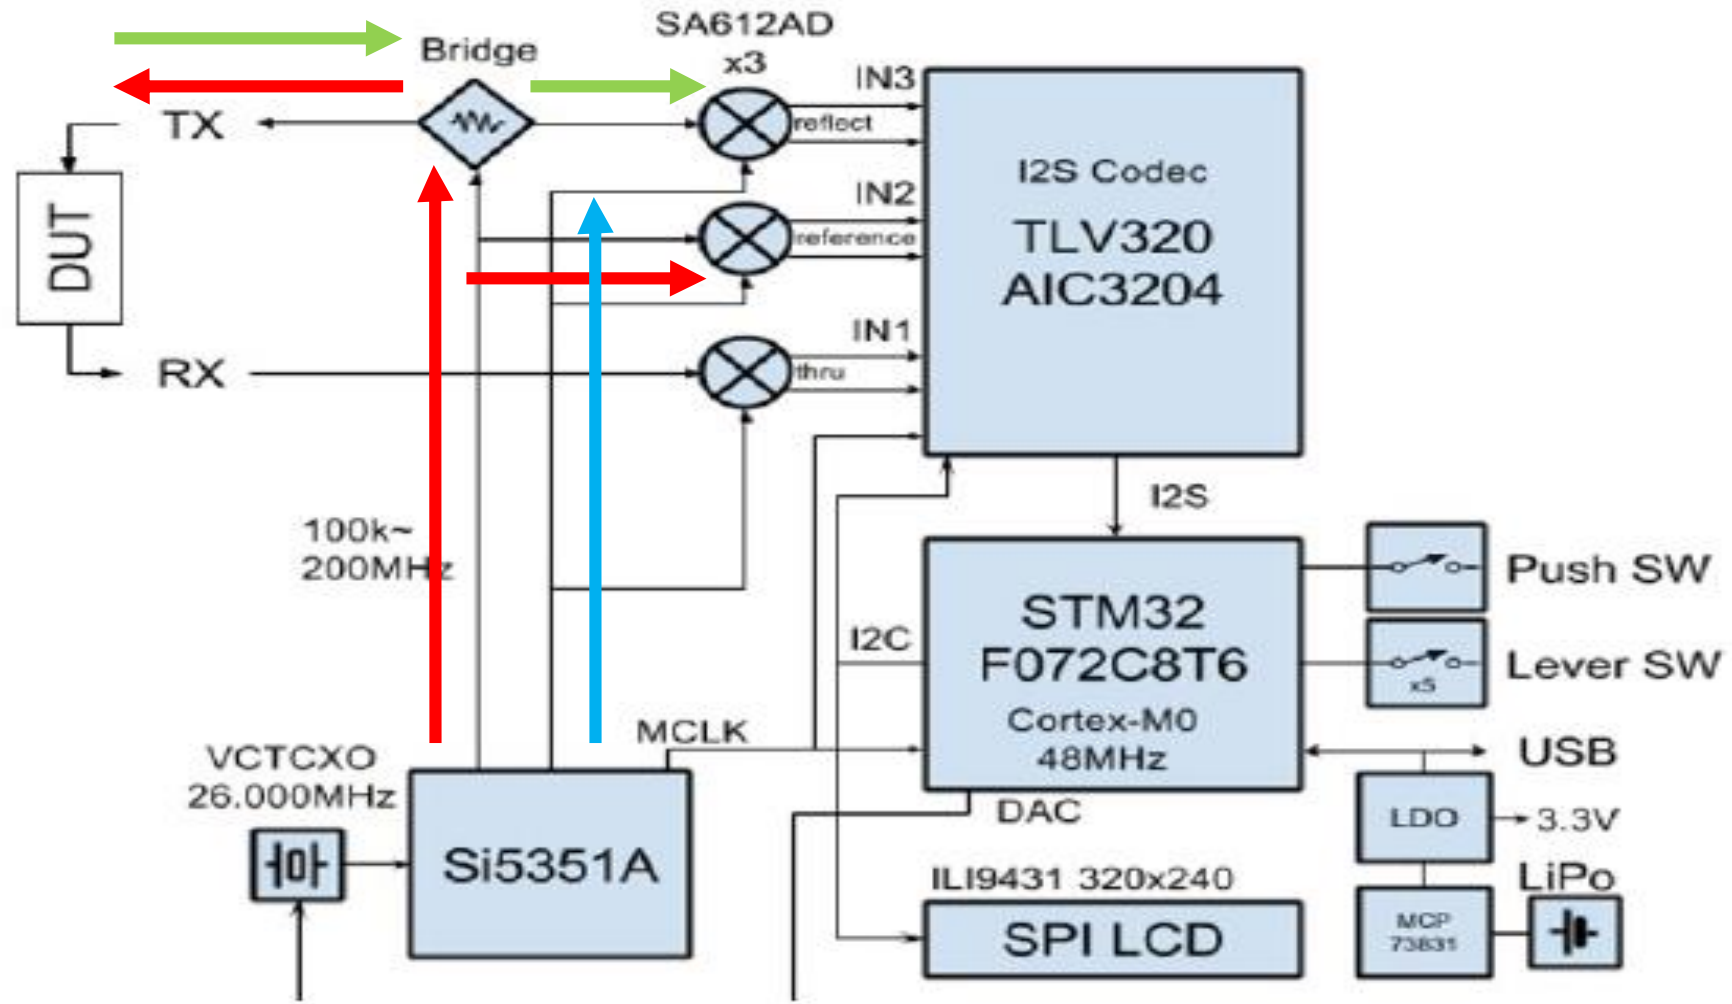 SA612AD
x3
Bridge
IN3
TX
reflect
I2S Codec
IN2
TLV320
DUT
reference
AIC3204
IN1
RX
thru
I2S
100k~
200MHz
Push SW
STM32
I2C
F072C8T6
Lever SW
x5
Cortex-M0
MCLK
48MHz
USB
VCTCXO
26.000MHz
DAC
LDO
3.3V
Si5351A
ILI9431 320x240
LiPo
SPI LCD
MCP
73831